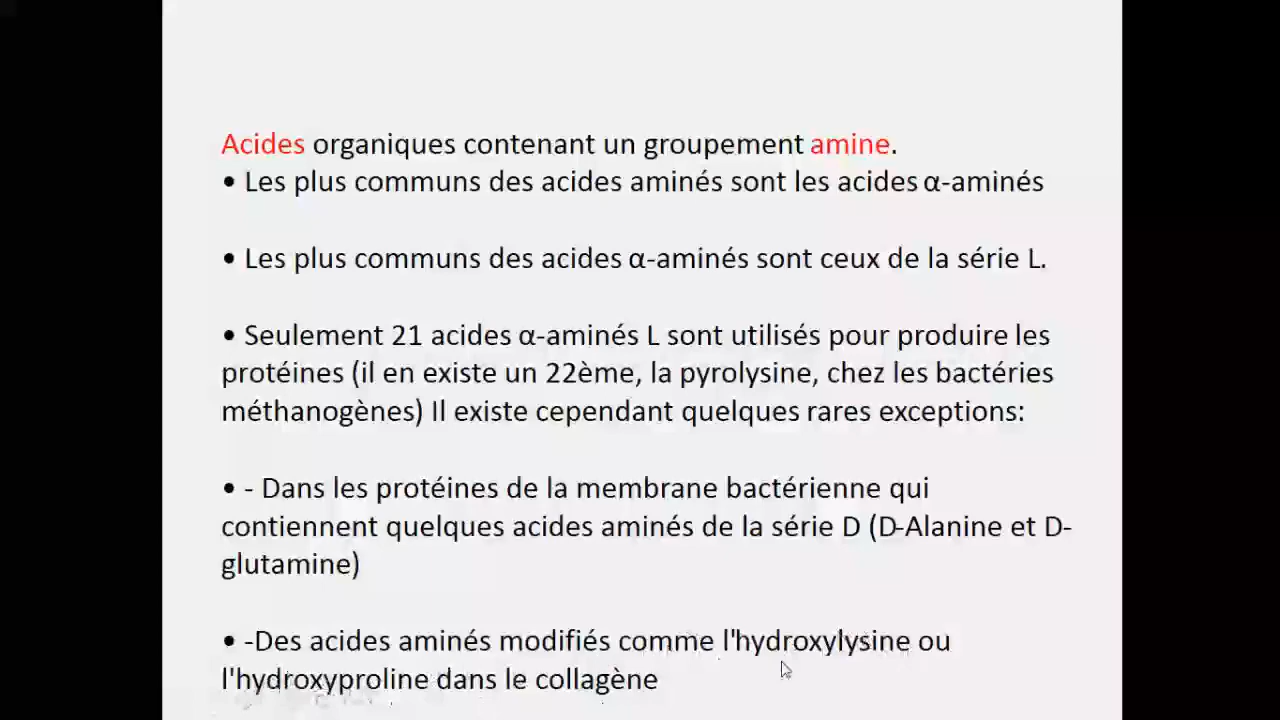 Acides organiques contenant un groupement amine.
• Les plus communs des acides aminés sont les acides α-aminés
• Les plus communs des acides α-aminés sont ceux de la série L.
• Seulement 21 acides α-aminés L sont utilisés pour produire les
protéines (il en existe un 22ème, la pyrolysine, chez les bactéries
méthanogènes) Il existe cependant quelques rares exceptions:
• - Dans les protéines de la membrane bactérienne qui
contiennent quelques acides aminés de la série D (D-Alanine et D-
glutamine)
• -Des acides aminés modifiés comme l'hydroxylysine ou
l'hydroxyproline dans le collagène